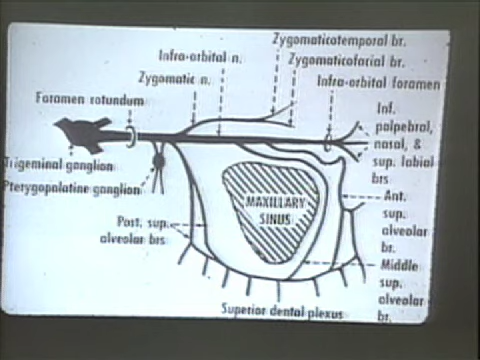 Zygomaticotemporal br.
Infra-orbital n.
Zygomaticofacial br.
Zygomatic n.
Infra-orbital foramen
Foramen rotundum
Inf.
palpebral,
nasal, &
sup. labial
brs
Trigeminal ganglion
Pterygopalatine ganglion
MAXILLARY
SINUS
Ant.
sup.
alveolar
br.
Post. sup.
alveolar brs
Middle
sup.
alveolar
br.
Superior dental plexus